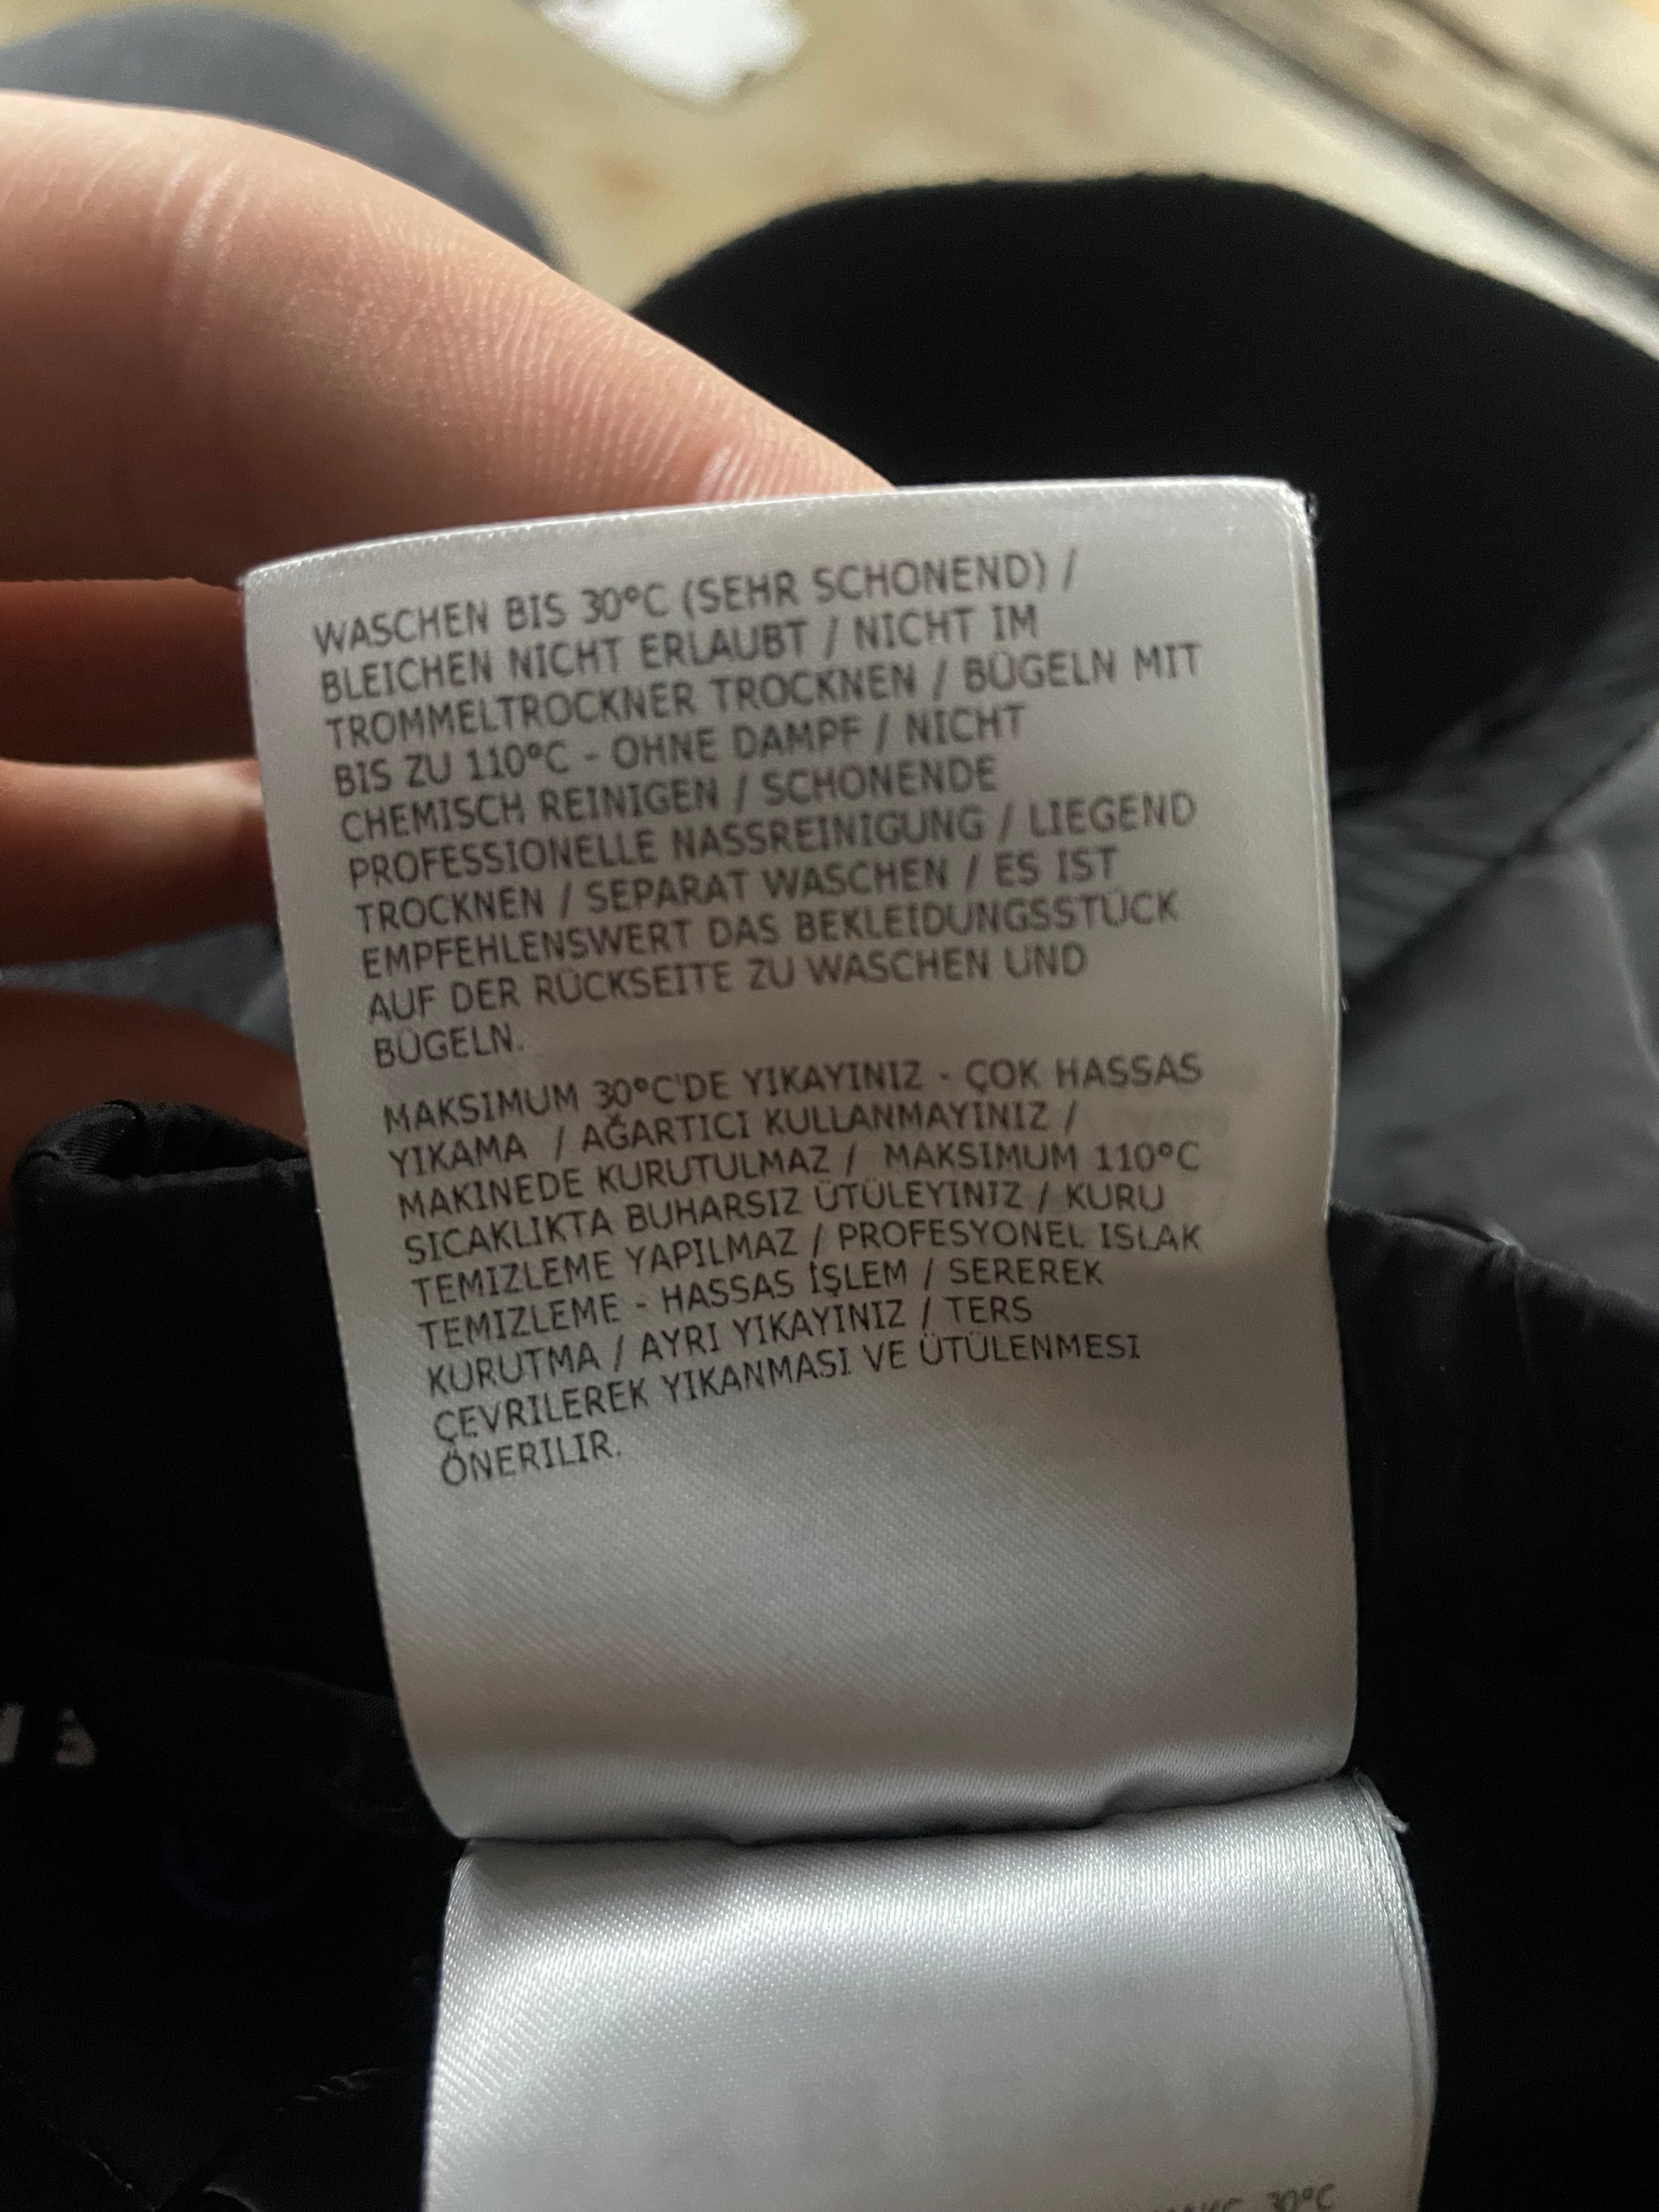 WASCHEN BIS 30°C (SEHR SCHONEND) /
BLEICHEN NICHT ERLAUBT / NICHT IM
TROMMELTROCKNER TROCKNEN / BÜGELN MIT
BIS ZU 110°C - OHNE DAMPF / NICHT
CHEMISCH REINIGEN / SCHONENDE
PROFESSIONELLE NASSREINIGUNG / LIEGEND
TROCKNEN / SEPARAT WASCHEN / ES IST
EMPFEHLENSWERT DAS BEKLEIDUNGSSTÜCK
AUF DER RÜCKSEITE ZU WASCHEN UND
BÜGELN.
MAKSIMUM 30°C'DE YIKAYINIZ - ÇOK HASSAS
YIKAMA / AĞARTICI KULLANMAYINIZ /
MAKINEDE KURUTULMAZ / MAKSIMUM 110°C
SICAKLIKTA BUHARSIZ ÜTÜLEYINIZ / KURU
TEMIZLEME YAPILMAZ / PROFESYONEL ISLAK
TEMIZLEME - HASSAS İŞLEM / SEREREK
KURUTMA / AYRI YIKAYINIZ / TERS
ÇEVRILEREK YIKANMASI VE ÜTÜLENMESI
ÖNERILIR.
30°C